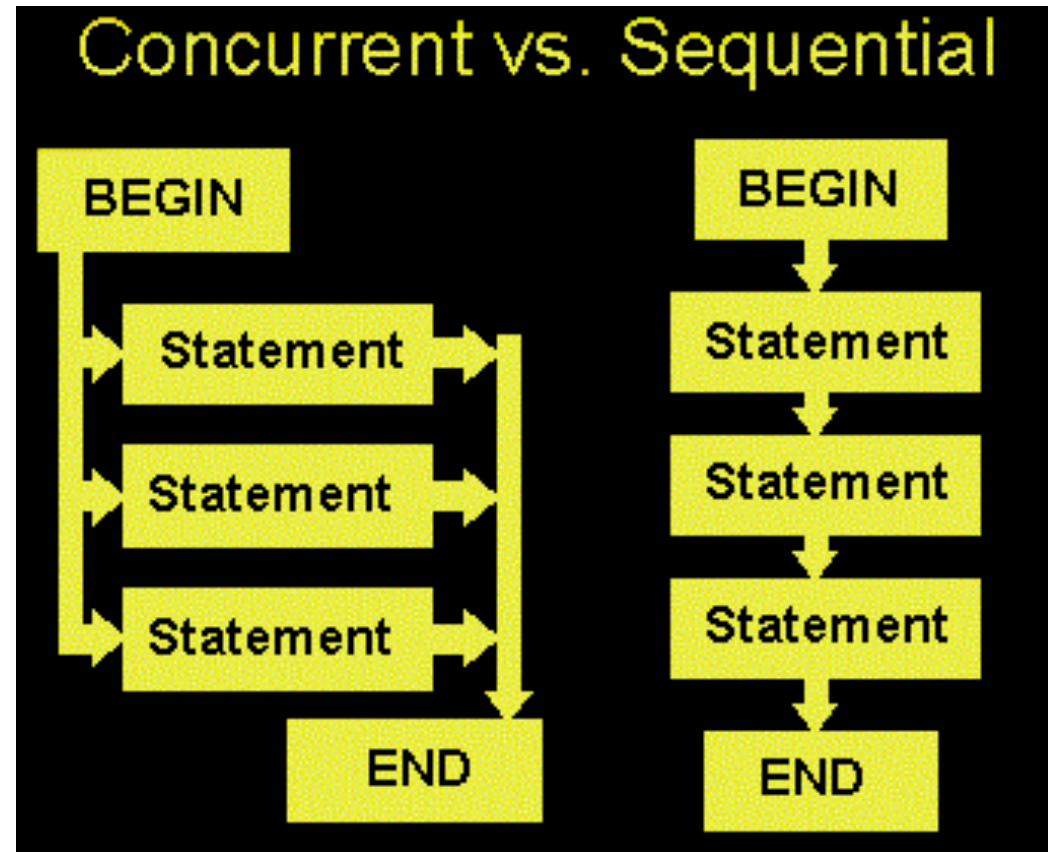 Concurrent vs. Sequential
BEGIN
Statement
Statement
Statement
END
BEGIN
Statement
Statement
Statement
END